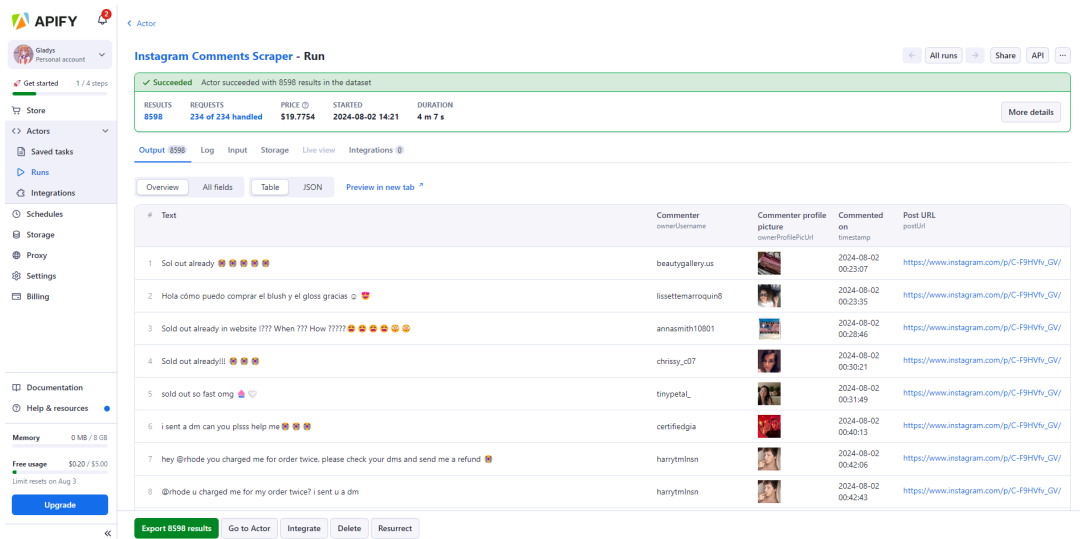 APIFY
2
Actor
Gladys
Personal account
Instagram Comments Scraper - Run
All runs
Share
API
...
🚀 Get started 1 / 4 steps
Succeeded Actor succeeded with 8598 results in the dataset
RESULTS REQUESTS PRICE STARTED DURATION
8598 234 of 234 handled $19.7754 2024-08-02 14:21 4 m 7 s
More details
Store
Actors
Saved tasks
Runs
Integrations
Schedules
Storage
Proxy
Settings
Billing
Output 8598 Log Input Storage Live view Integrations 0
Overview All fields Table JSON Preview in new tab
# Text Commenter Commenter profile picture Commented on Post URL
ownerUsername ownerProfilePicUrl timestamp postUrl
1 Sol out already 😭😭😭😭😭 beautygallery.us 2024-08-02 00:23:07 https://www.instagram.com/p/C-F9HVfv_GV/
2 Hola cómo puedo comprar el blush y el gloss gracias ☺️ 😍 lissettemarroquin8 2024-08-02 00:23:35 https://www.instagram.com/p/C-F9HVfv_GV/
3 Sold out already in website !??? When ??? How ?????😩😩😩😩😳😳 annasmith10801 2024-08-02 00:28:46 https://www.instagram.com/p/C-F9HVfv_GV/
4 Sold out already!!! 😭😭😭 chrissy_c07 2024-08-02 00:30:21 https://www.instagram.com/p/C-F9HVfv_GV/
5 sold out so fast omg 🧁🤍 tinypetal_ 2024-08-02 00:31:49 https://www.instagram.com/p/C-F9HVfv_GV/
6 i sent a dm can you plsss help me😭😭😭 certifiedgia 2024-08-02 00:40:13 https://www.instagram.com/p/C-F9HVfv_GV/
7 hey @rhode you charged me for order twice. please check your dms and send me a refund 😭 harrytmlnsn 2024-08-02 00:42:06 https://www.instagram.com/p/C-F9HVfv_GV/
8 @rhode u charged me for my order twice? i sent u a dm harrytmlnsn 2024-08-02 00:42:43 https://www.instagram.com/p/C-F9HVfv_GV/
Documentation
Help & resources
Memory 0 MB / 8 GB
Free usage $0.20 / $5.00
Limit resets on Aug 3
Upgrade
Export 8598 results Go to Actor Integrate Delete Resurrect